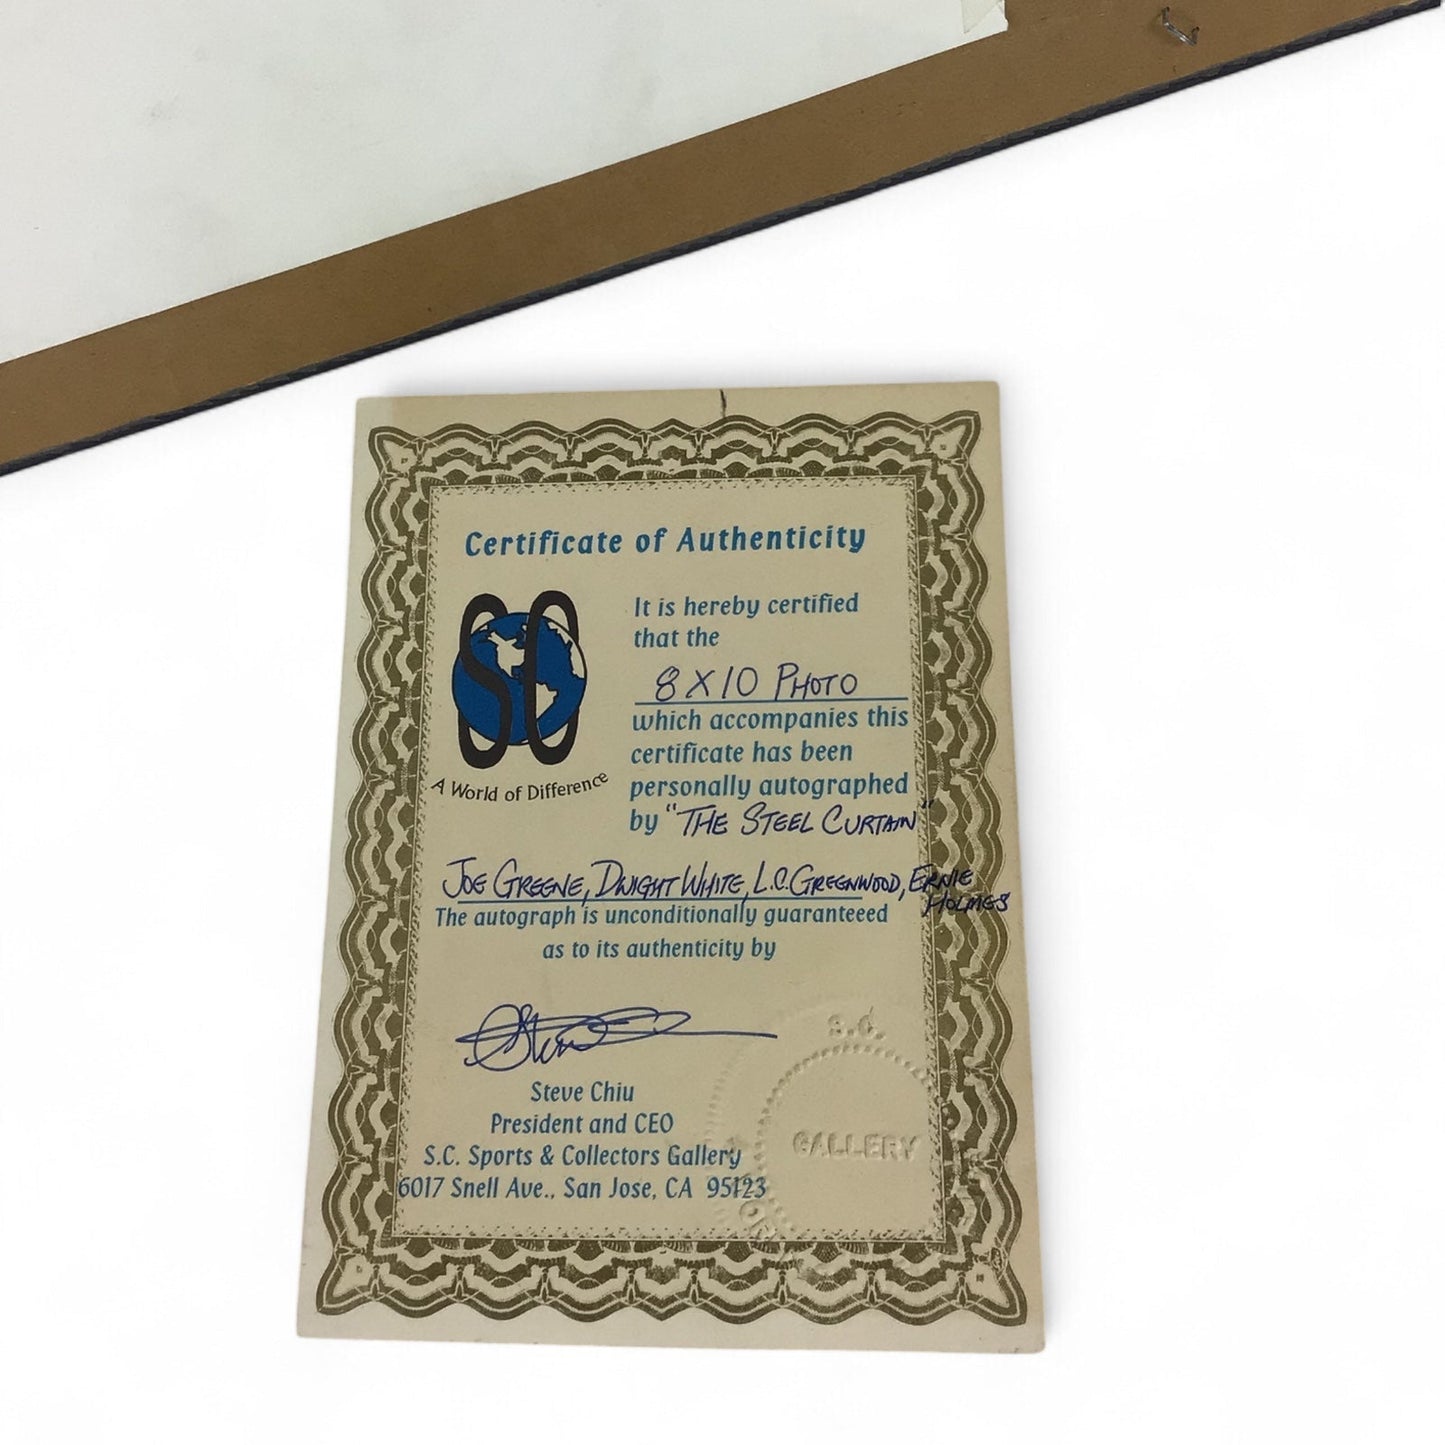 Certificate of Authenticity
SC
A World of Difference
It is hereby certified
that the
8 X 10 PHOTO
which accompanies this
certificate has been
personally autographed
by "THE STEEL CURTAIN"
JOE GREENE, DWIGHT WHITE, L.C. GREENWOOD, ERNIE
HOLMES
The autograph is unconditionally guaranteeed
as to its authenticity by
Steve Chiu
President and CEO
S.C. Sports & Collectors Gallery
6017 Snell Ave., San Jose, CA 95123
S.C.
GALLERY